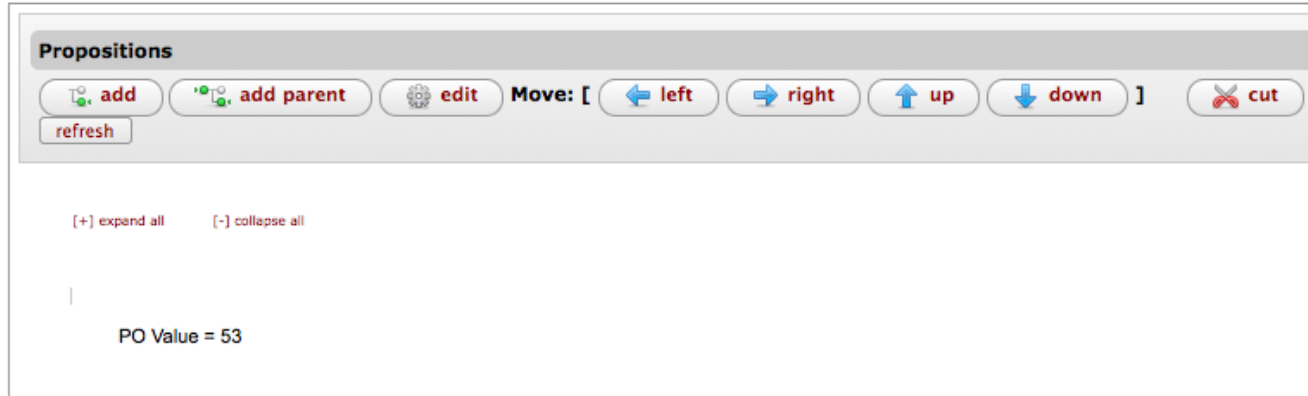 Propositions
add add parent edit Move: [ left right up down ] cut
refresh
[+] expand all [-] collapse all
PO Value = 53